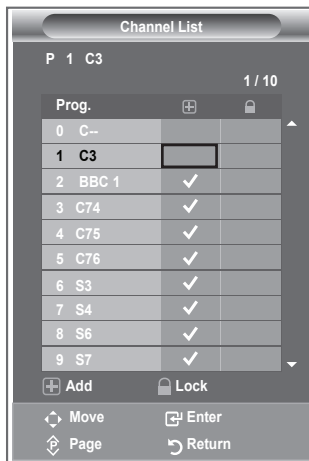 Channel List
P 1 C3
1 / 10
Prog.
0 C--
1 C3
2 BBC 1
3 C74
4 C75
5 C76
6 S3
7 S4
8 S6
9 S7
Add Lock
Move Enter
P Page Return